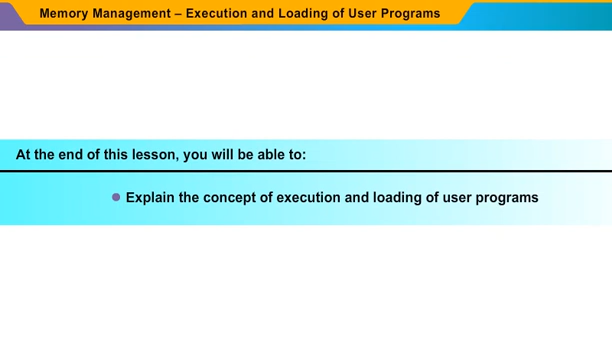 Memory Management – Execution and Loading of User Programs
At the end of this lesson, you will be able to:
Explain the concept of execution and loading of user programs